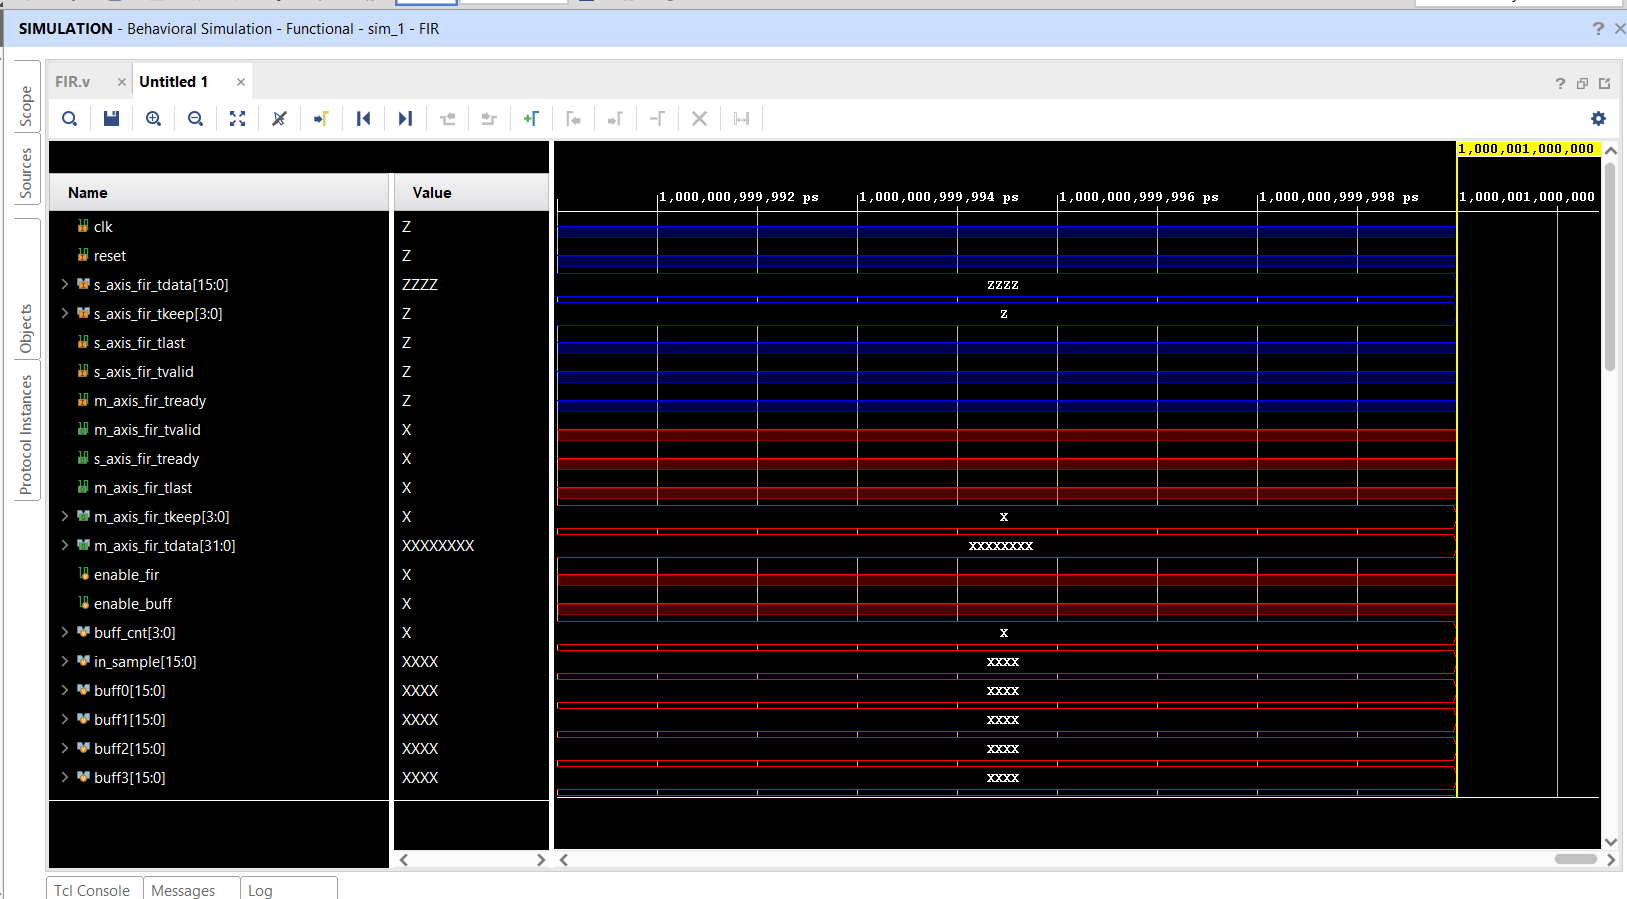 SIMULATION - Behavioral Simulation - Functional - sim_1 - FIR
?
Scope
Sources
Objects
Protocol Instances
FIR.v
Untitled 1
?
1,000,001,000,000
Name
Value
1,000,000,999,992 ps
1,000,000,999,994 ps
1,000,000,999,996 ps
1,000,000,999,998 ps
1,000,001,000,000
clk Z
reset Z
s_axis_fir_tdata[15:0] ZZZZ ZZZZ
s_axis_fir_tkeep[3:0] Z Z
s_axis_fir_tlast Z
s_axis_fir_tvalid Z
m_axis_fir_tready Z
m_axis_fir_tvalid X
s_axis_fir_tready X
m_axis_fir_tlast X
m_axis_fir_tkeep[3:0] X X
m_axis_fir_tdata[31:0] XXXXXXXX XXXXXXXX
enable_fir X
enable_buff X
buff_cnt[3:0] X X
in_sample[15:0] XXXX XXXX
buff0[15:0] XXXX XXXX
buff1[15:0] XXXX XXXX
buff2[15:0] XXXX XXXX
buff3[15:0] XXXX XXXX
Tcl Console
Messages
Log